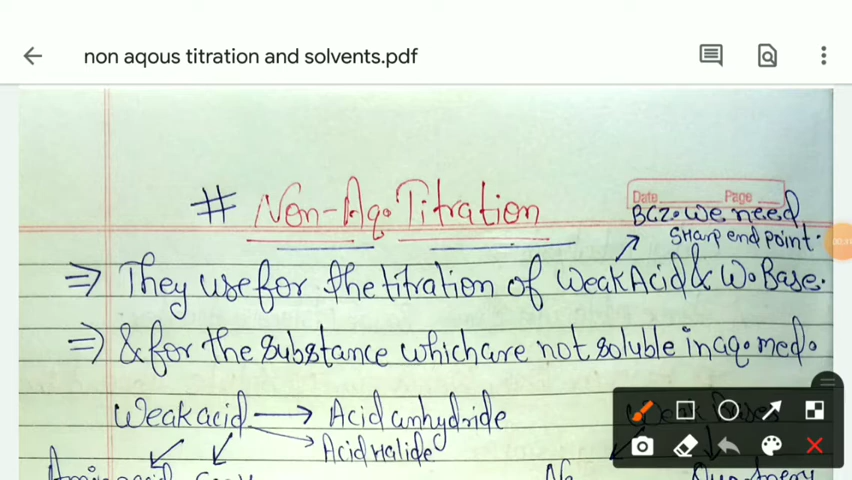 non aqous titration and solvents.pdf
Date Page
# Non-Aq. Titration
BCZ. we need
Sharp end point.
⇒ They use for the titration of Weak Acid & W. Base.
⇒ & for the substance which are not soluble in aq. med.
Weak acid → Acid anhydride
→ Acid Halide